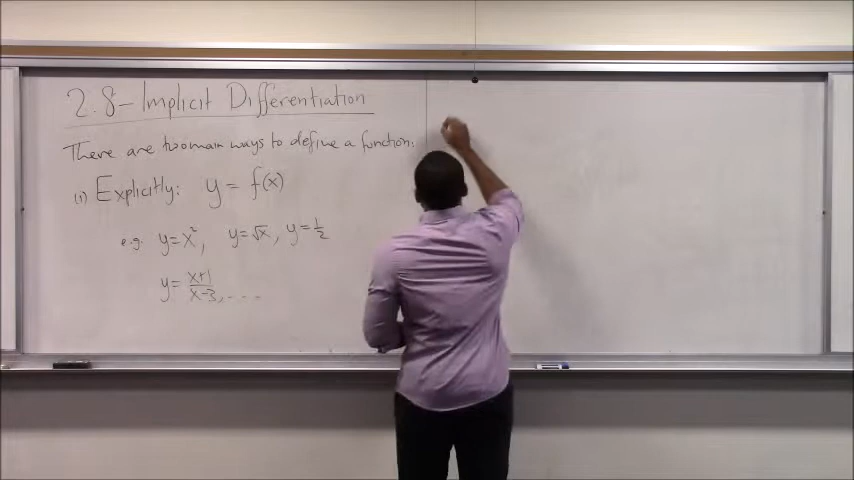 2.8 - Implicit Differentiation
There are two main ways to define a function:
(1) Explicitly: y = f(x)
e.g. y = x², y = √x, y = 1/2
y = (x+1)/(x-3), ...